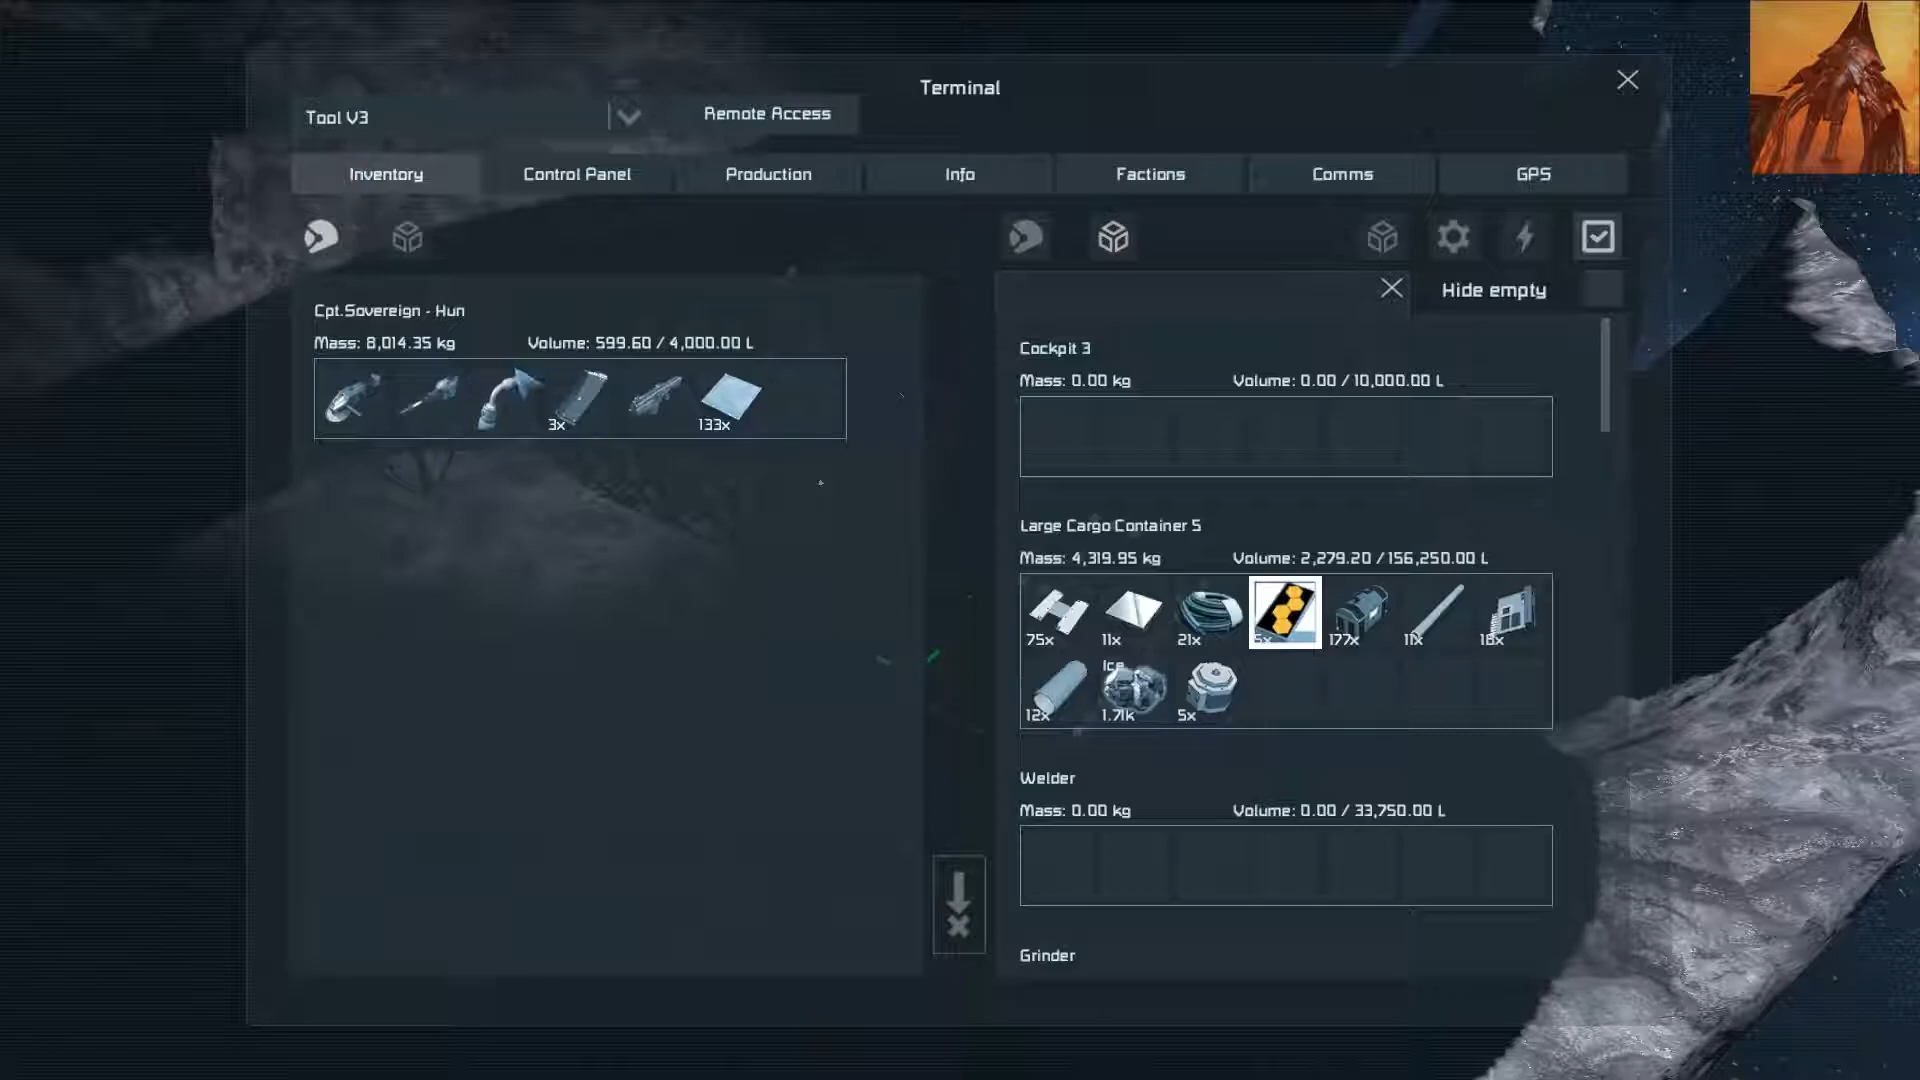 Terminal
Tool V3
Remote Access
Inventory
Control Panel
Production
Info
Factions
Comms
GPS
Hide empty
Cpt.Sovereign - Hun
Mass: 8,014.35 kg
Volume: 599.60 / 4,000.00 L
3x
133x
Cockpit 3
Mass: 0.00 kg
Volume: 0.00 / 10,000.00 L
Large Cargo Container 5
Mass: 4,319.95 kg
Volume: 2,279.20 / 156,250.00 L
75x
11x
21x
5x
177x
11x
18x
12x
Ice
1.71k
5x
Welder
Mass: 0.00 kg
Volume: 0.00 / 33,750.00 L
Grinder